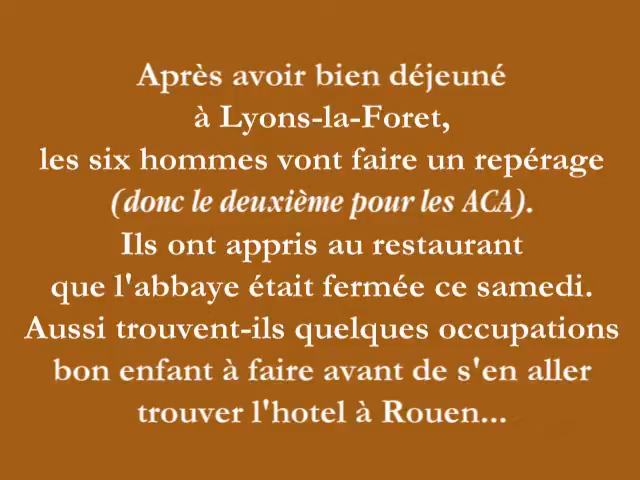 Après avoir bien déjeuné
à Lyons-la-Foret,
les six hommes vont faire un repérage
(donc le deuxième pour les ACA).
Ils ont appris au restaurant
que l'abbaye était fermée ce samedi.
Aussi trouvent-ils quelques occupations
bon enfant à faire avant de s'en aller
trouver l'hotel à Rouen...